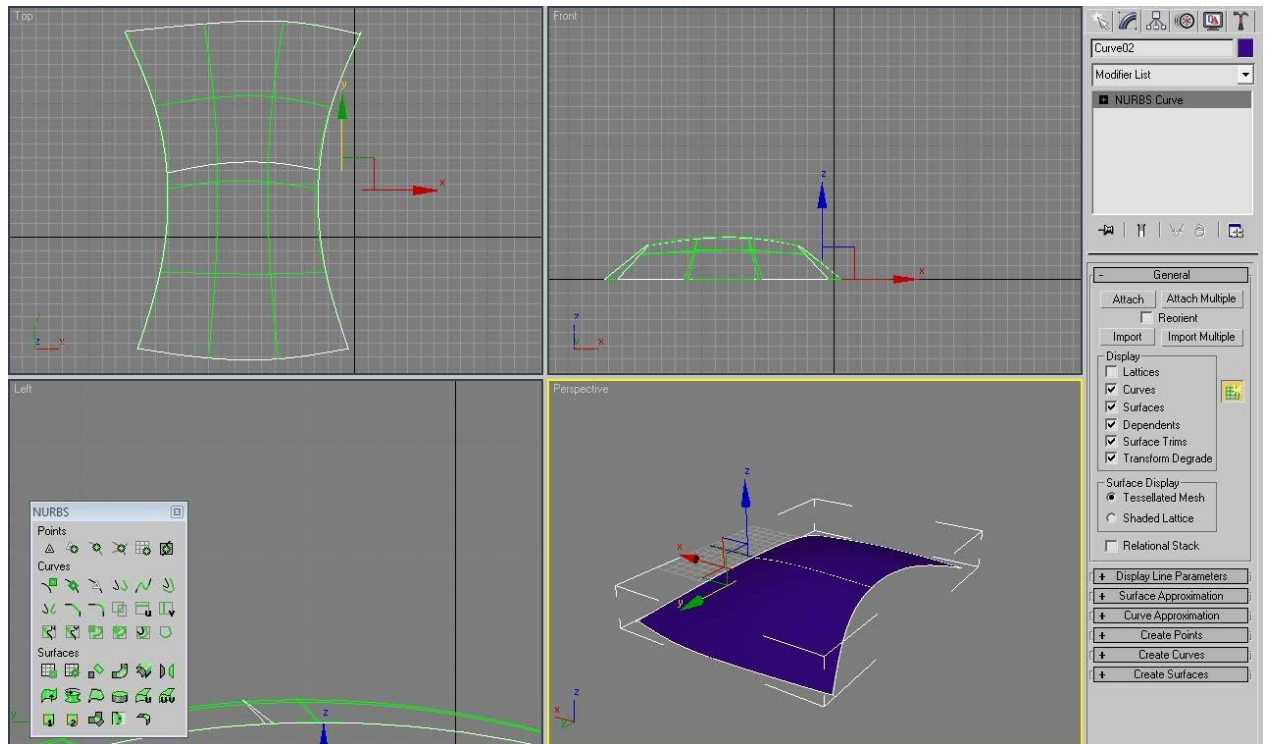 Top
y
x
z
x
Front
z
x
z
x
Left
z
y
NURBS
Points
Curves
Surfaces
Perspective
z
x
y
z
x
Curve02
Modifier List
NURBS Curve
General
Attach
Attach Multiple
Reorient
Import
Import Multiple
Display
Lattices
Curves
Surfaces
Dependents
Surface Trims
Transform Degrade
Surface Display
Tessellated Mesh
Shaded Lattice
Relational Stack
Display Line Parameters
Surface Approximation
Curve Approximation
Create Points
Create Curves
Create Surfaces